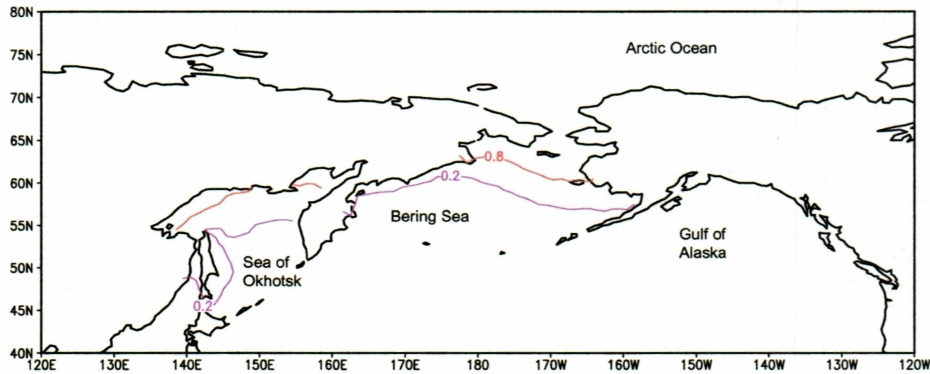 80N
75N
Arctic Ocean
70N
65N
0.8
60N
0.2
55N
Bering Sea
Gulf of
Alaska
50N
Sea of
Okhotsk
45N
0.2
40N
120E 130E 140E 150E 160E 170E 180 170W 160W 150W 140W 130W 120W